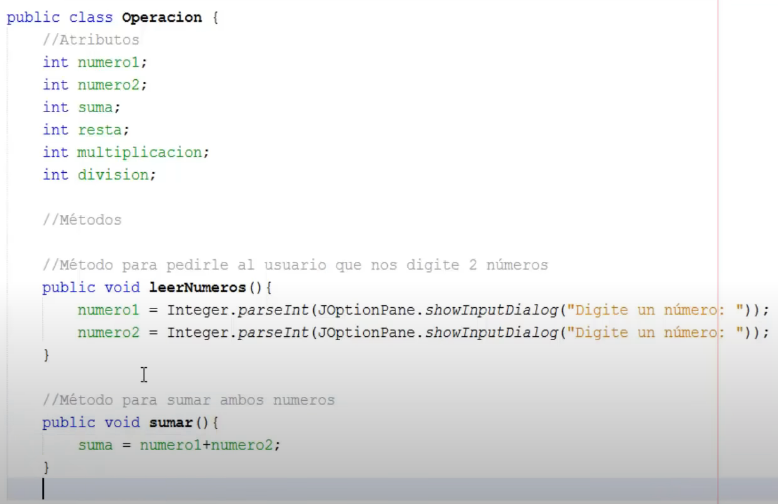 public class Operacion {
//Atributos
int numero1;
int numero2;
int suma;
int resta;
int multiplicacion;
int division;
//Métodos
//Método para pedirle al usuario que nos digite 2 números
public void leerNumeros(){
numero1 = Integer.parseInt(JOptionPane.showInputDialog("Digite un número: "));
numero2 = Integer.parseInt(JOptionPane.showInputDialog("Digite un número: "));
}
//Método para sumar ambos numeros
public void sumar(){
suma = numero1+numero2;
}